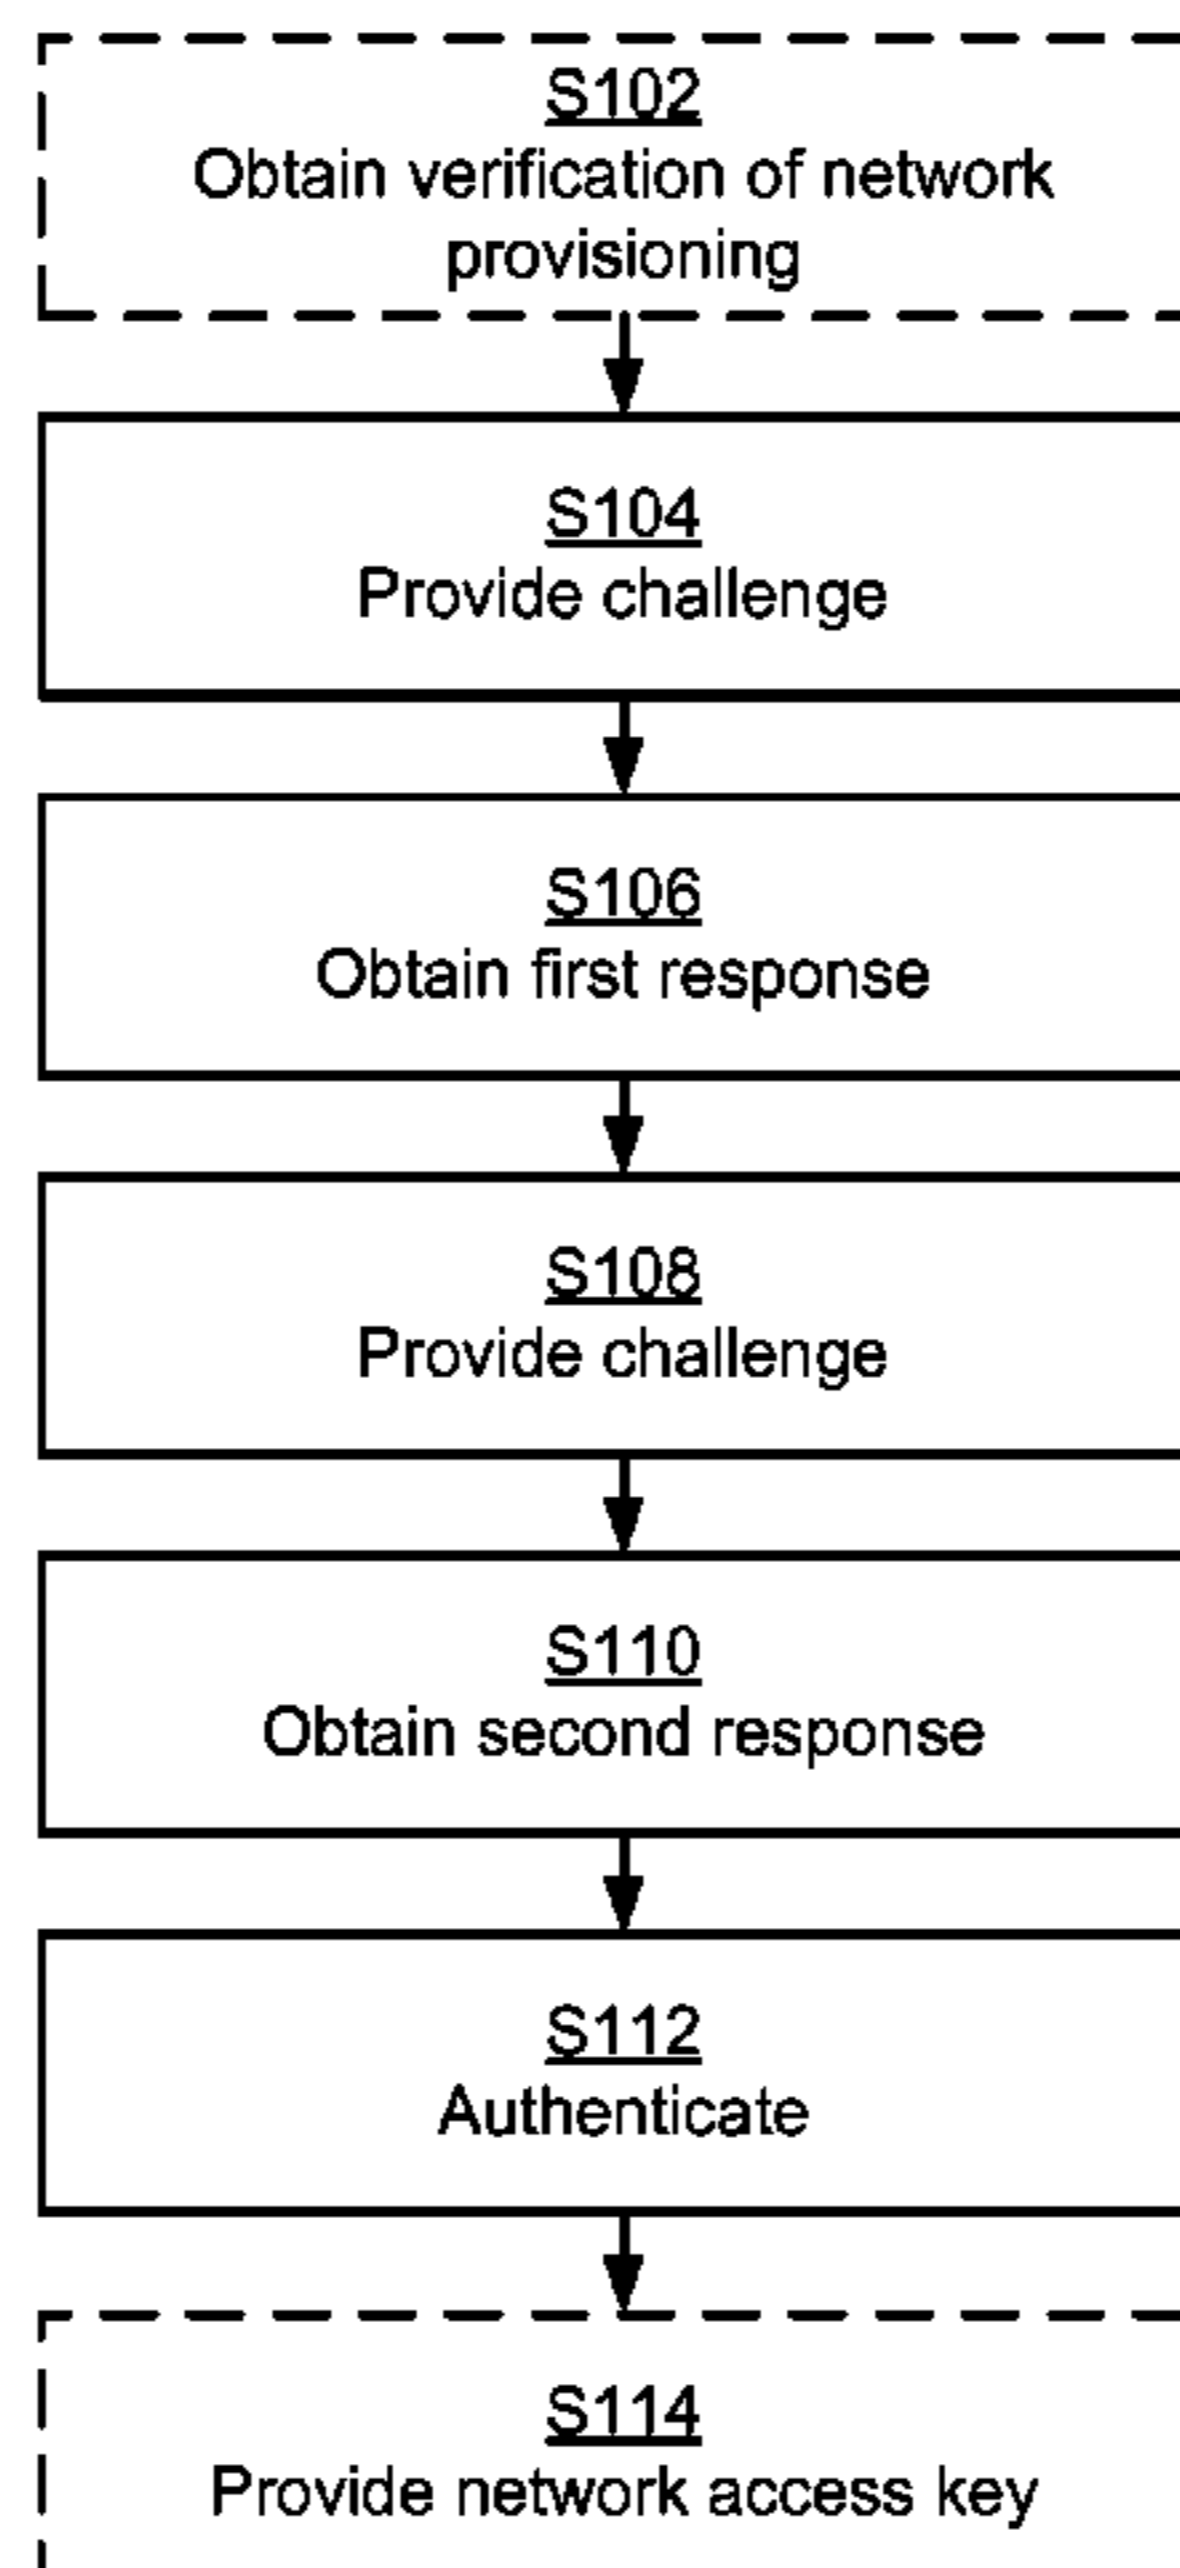 S102
Obtain verification of network
provisioning
S104
Provide challenge
S106
Obtain first response
S108
Provide challenge
S110
Obtain second response
S112
Authenticate
S114
Provide network access key